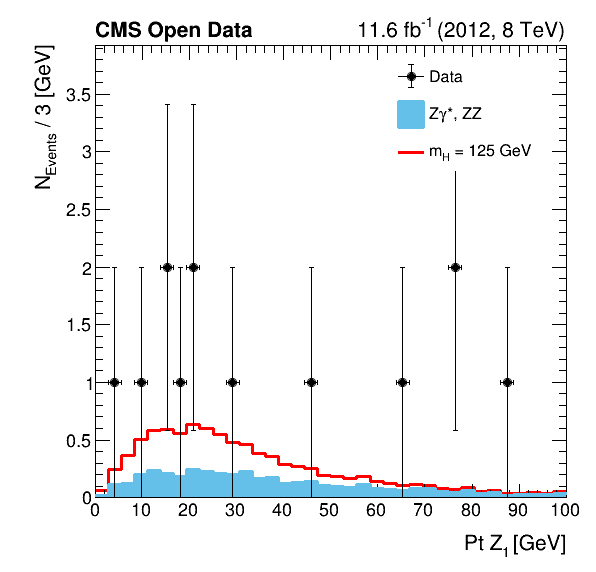 CMS Open Data
11.6 fb⁻¹ (2012, 8 TeV)
N_Events / 3 [GeV]
Data
Zγ*, ZZ
m_H = 125 GeV
3.5
3
2.5
2
1.5
1
0.5
0
0 10 20 30 40 50 60 70 80 90 100
Pt Z₁ [GeV]